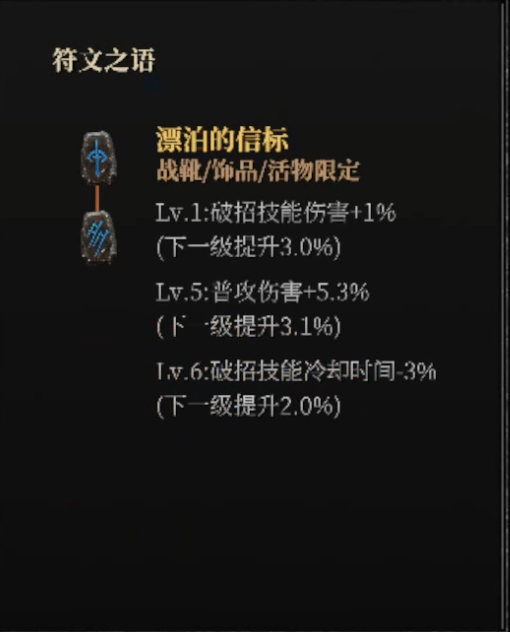 符文之语
漂泊的信标
战靴/饰品/活物限定
Lv.1:破招技能伤害+1%
(下一级提升3.0%)
Lv.5:普攻伤害+5.3%
(下一级提升3.1%)
Lv.6:破招技能冷却时间-3%
(下一级提升2.0%)